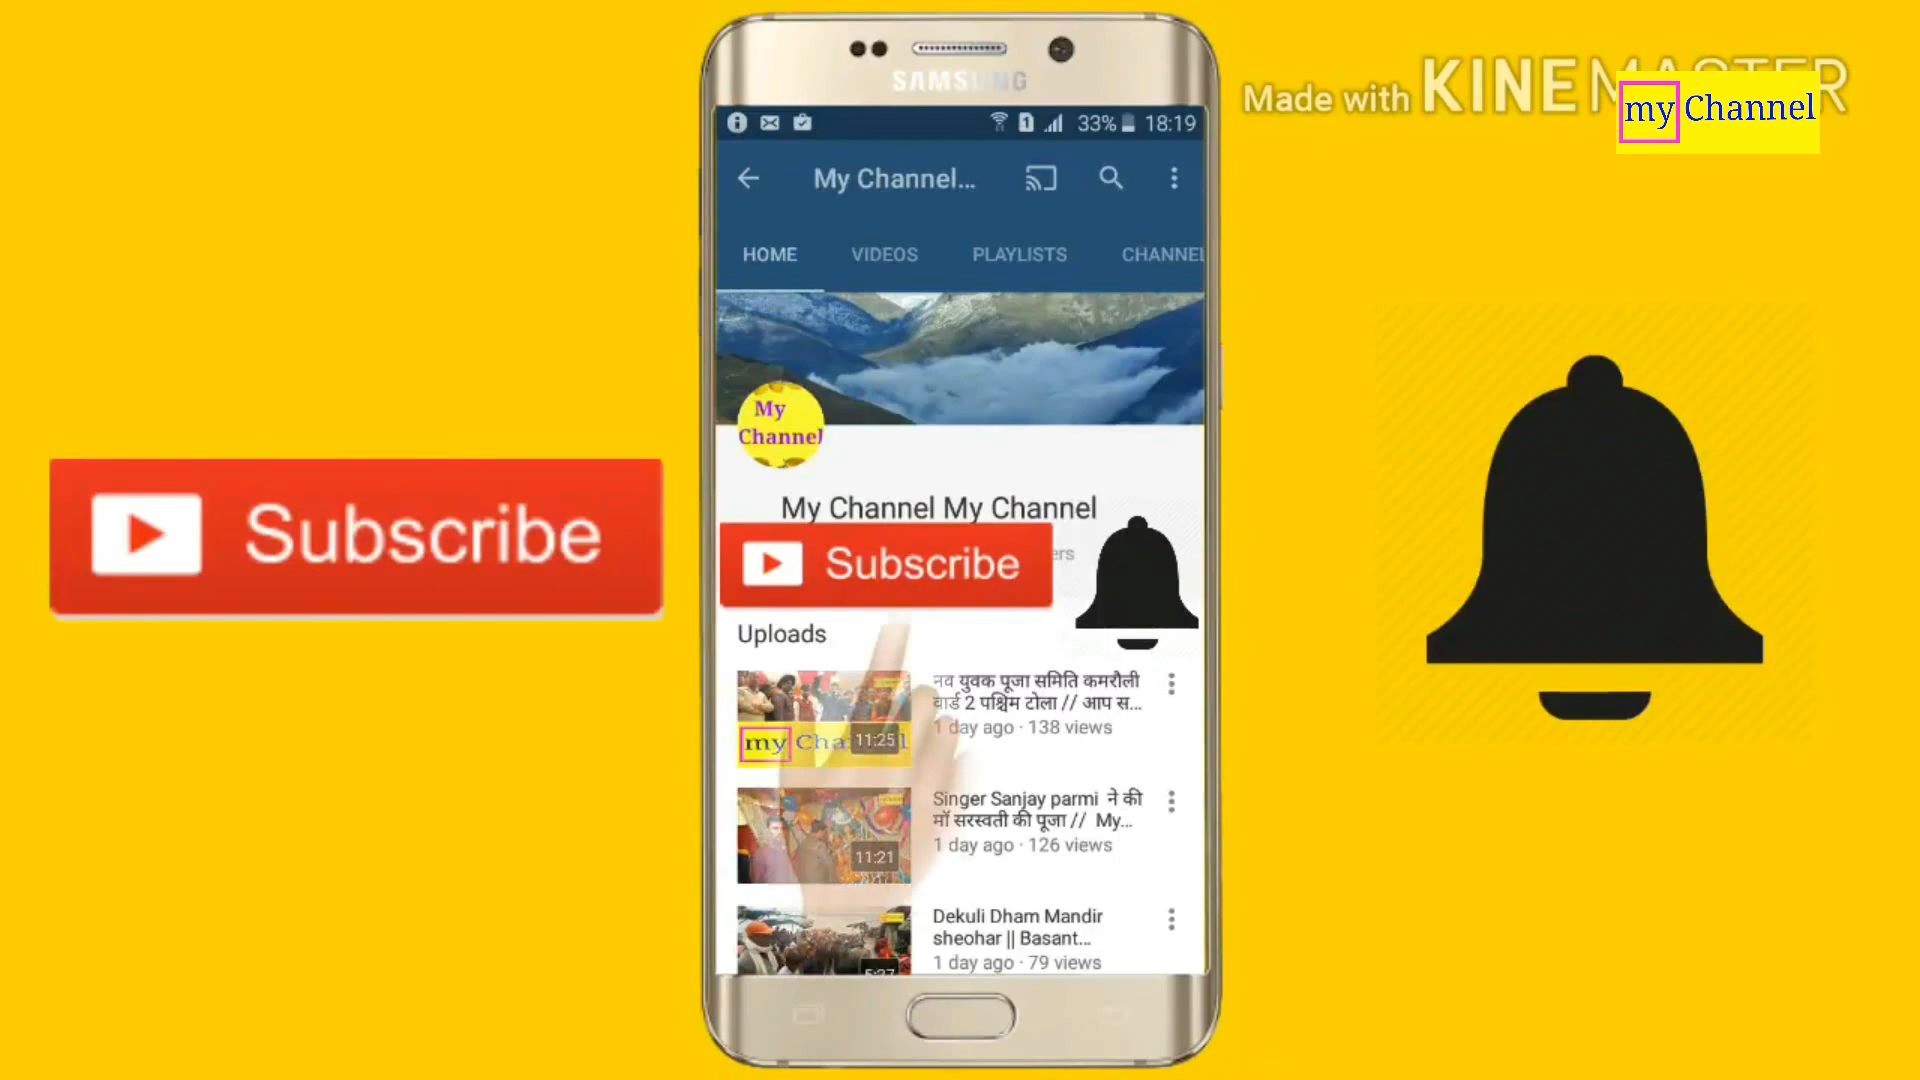 SAMSUNG
Made with KINEMASTER
my Channel
33% 18:19
My Channel...
HOME VIDEOS PLAYLISTS CHANNEL
My
Channel
My Channel My Channel
Subscribe
Subscribe
Uploads
नव युवक पूजा समिति कमरौली
वार्ड 2 पश्चिम टोला // आप स...
1 day ago · 138 views
my Channel
11:25
Singer Sanjay parmi ने की
माँ सरस्वती की पूजा // My...
1 day ago · 126 views
11:21
Dekuli Dham Mandir
sheohar || Basant...
1 day ago · 79 views
5:27